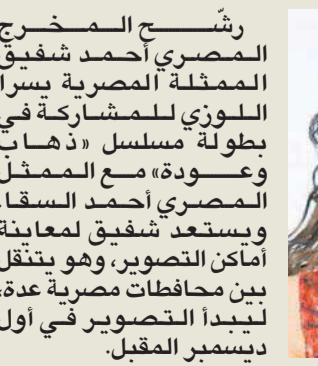 رشّح المخرج
المصري أحمد شفيق
الممثلة المصرية يسرا
اللوزي للمشاركة في
بطولة مسلسل «ذهاب
وعودة» مع الممثل
المصري أحمد السقا،
ويستعد شفيق لمعاينة
أماكن التصوير، وهو يتنقل
بين محافطات مصرية عدة،
ليبدأ التصوير في أول
ديسمبر المقبل.